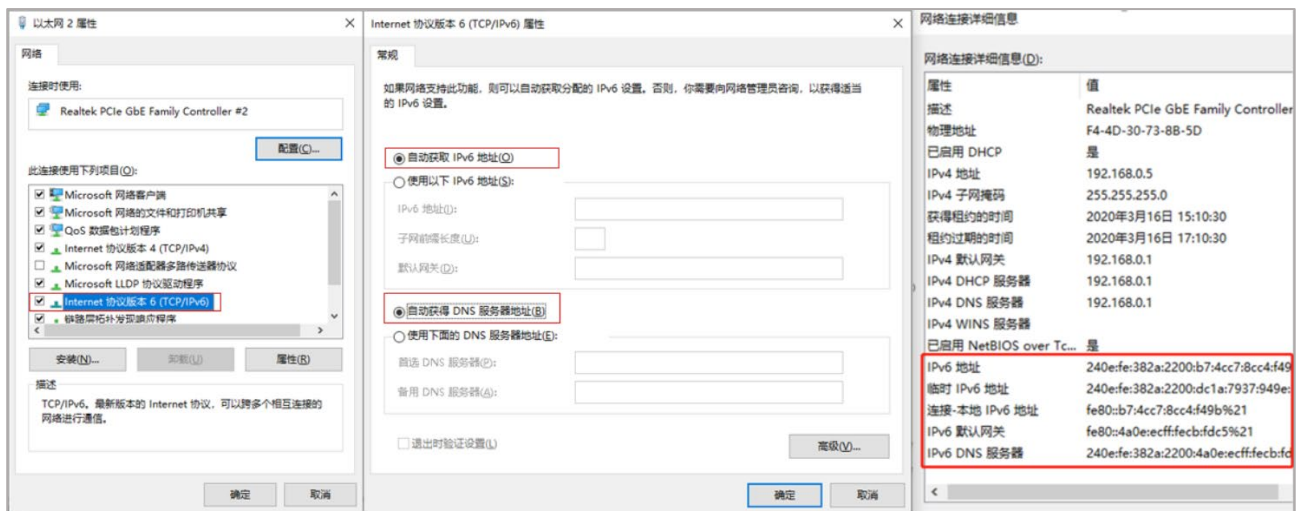 以太网 2 属性
网络
连接时使用:
Realtek PCIe GbE Family Controller #2
配置(C)...
此连接使用下列项目(O):
Microsoft 网络客户端
Microsoft 网络的文件和打印机共享
QoS 数据包计划程序
Internet 协议版本 4 (TCP/IPv4)
Microsoft 网络适配器多路传送器协议
Microsoft LLDP 协议驱动程序
Internet 协议版本 6 (TCP/IPv6)
链路层拓扑发现响应程序
安装(N)...
卸载(U)
属性(R)
描述
TCP/IPv6。最新版本的 Internet 协议，可以跨多个相互连接的
网络进行通信。
确定
取消
Internet 协议版本 6 (TCP/IPv6) 属性
常规
如果网络支持此功能，则可以自动获取分配的 IPv6 设置。否则，你需要向网络管理员咨询，以获得适当
的 IPv6 设置。
自动获取 IPv6 地址(O)
使用以下 IPv6 地址(S):
IPv6 地址(I):
子网前缀长度(U):
默认网关(D):
自动获得 DNS 服务器地址(B)
使用下面的 DNS 服务器地址(E):
首选 DNS 服务器(P):
备用 DNS 服务器(A):
退出时验证设置(L)
高级(V)...
确定
取消
网络连接详细信息
网络连接详细信息(D):
属性 值
描述 Realtek PCIe GbE Family Controller
物理地址 F4-4D-30-73-8B-5D
已启用 DHCP 是
IPv4 地址 192.168.0.5
IPv4 子网掩码 255.255.255.0
获得租约的时间 2020年3月16日 15:10:30
租约过期的时间 2020年3月16日 17:10:30
IPv4 默认网关 192.168.0.1
IPv4 DHCP 服务器 192.168.0.1
IPv4 DNS 服务器 192.168.0.1
IPv4 WINS 服务器
已启用 NetBIOS over Tc... 是
IPv6 地址 240e:fe:382a:2200:b7:4cc7:8cc4:f49
临时 IPv6 地址 240e:fe:382a:2200:dc1a:7937:949e:
连接-本地 IPv6 地址 fe80::b7:4cc7:8cc4:f49b%21
IPv6 默认网关 fe80::4a0e:ecff:fecb:fdc5%21
IPv6 DNS 服务器 240e:fe:382a:2200:4a0e:ecff:fecb:fd